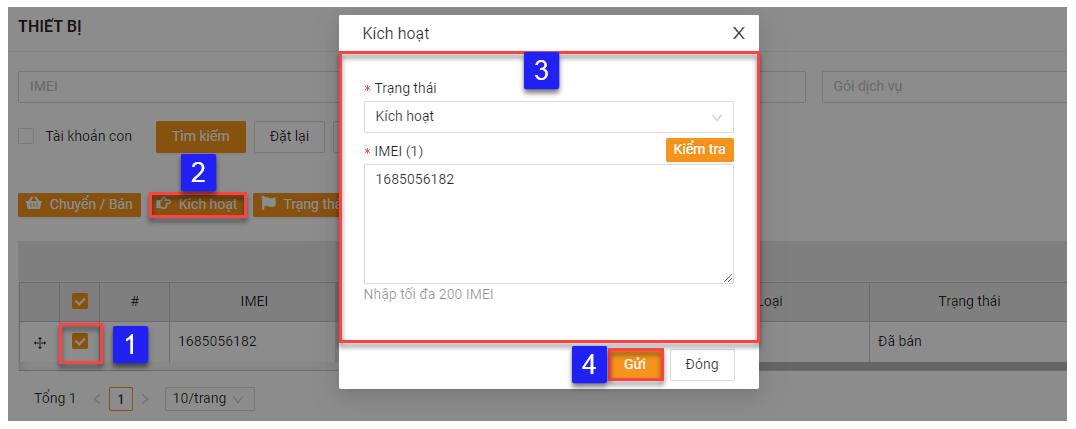 THIẾT BỊ
Kích hoạt
X
3
IMEI
Gói dịch vụ
* Trạng thái
Kích hoạt
Tài khoản con
Tìm kiếm
Đặt lại
* IMEI (1)
Kiểm tra
1685056182
2
Chuyển / Bán
Kích hoạt
Trạng thá
Nhập tối đa 200 IMEI
#
IMEI
Loại
Trạng thái
1
1685056182
Đã bán
4
Gửi
Đóng
Tổng 1
<
1
>
10/trang